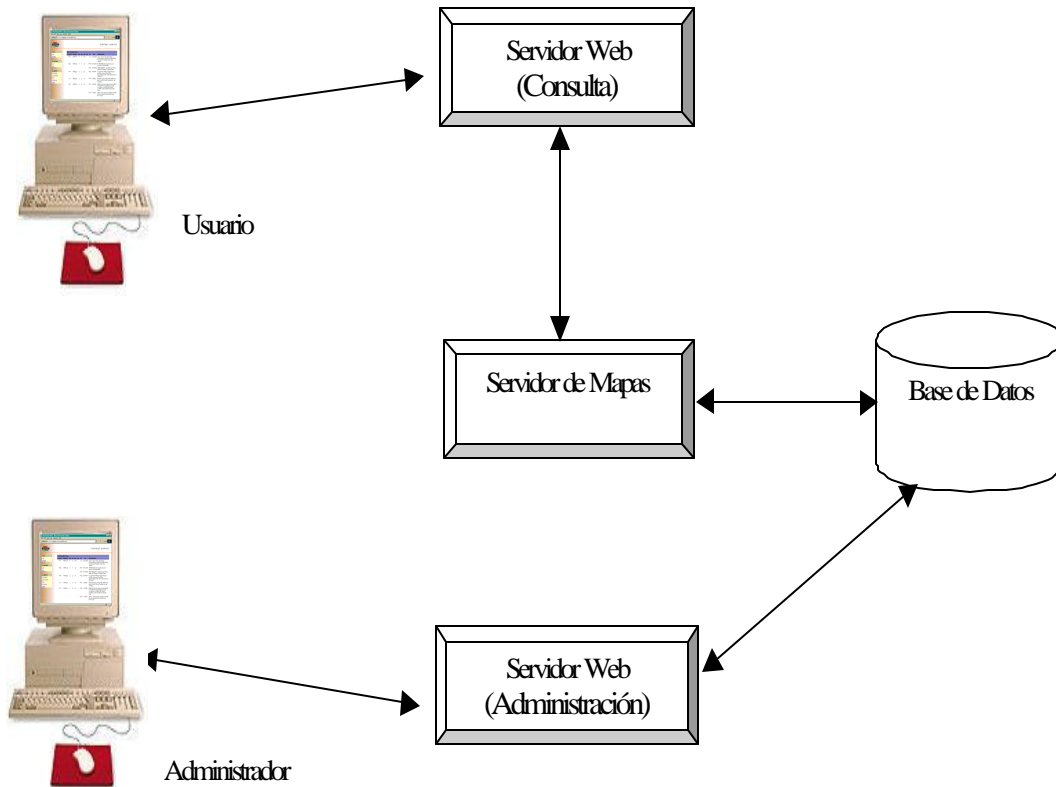 Servidor Web
(Consulta)
Usuario
Servidor de Mapas
Base de Datos
Servidor Web
(Administración)
Administrador